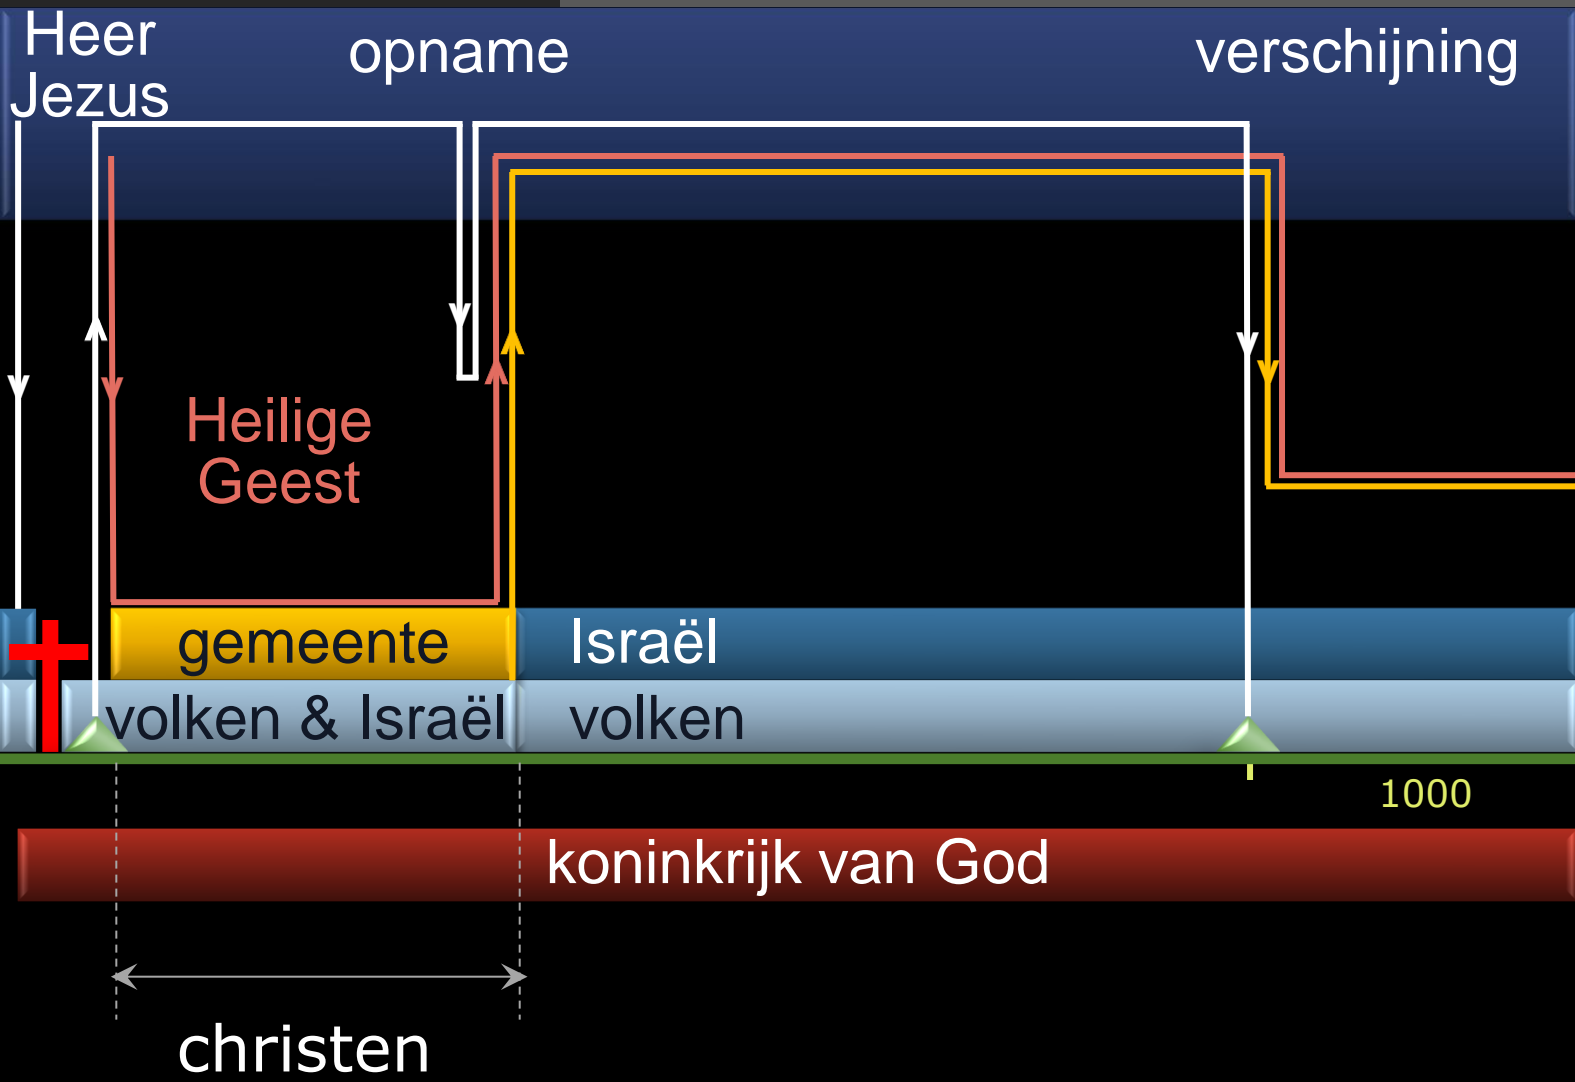 Heer
Jezus
opname
verschijning
Heilige
Geest
gemeente
Israël
volken & Israël
volken
1000
koninkrijk van God
christen